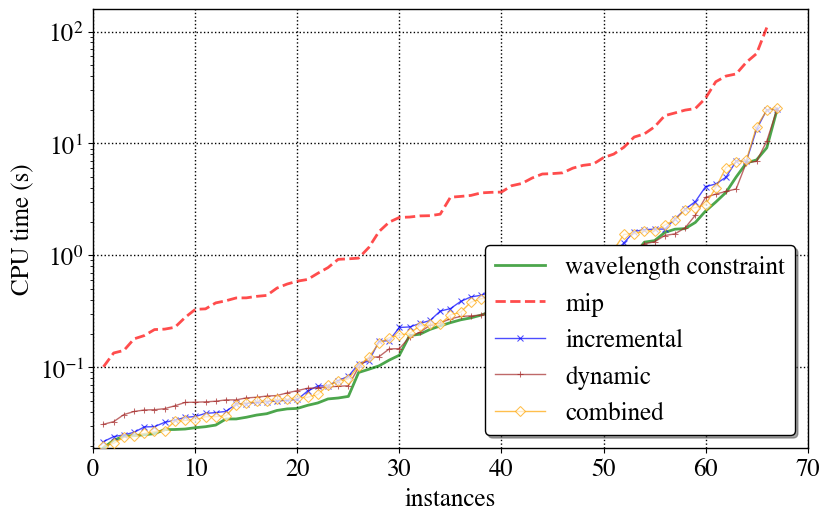 10²
10¹
10⁰
10⁻¹
CPU time (s)
wavelength constraint
mip
incremental
dynamic
combined
0 10 20 30 40 50 60 70
instances